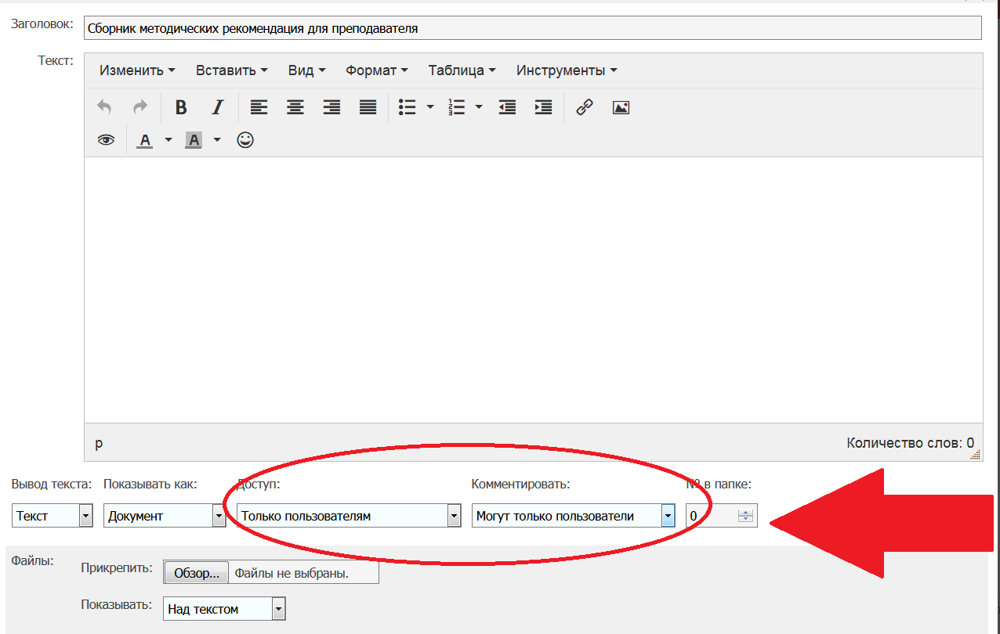 Заголовок: Сборник методических рекомендация для преподавателя
Текст:
Изменить Вставить Вид Формат Таблица Инструменты
p Количество слов: 0
Вывод текста: Показывать как: Доступ: Комментировать: № в папке:
Текст Документ Только пользователям Могут только пользователи 0
Файлы: Прикрепить: Обзор... Файлы не выбраны.
Показывать: Над текстом